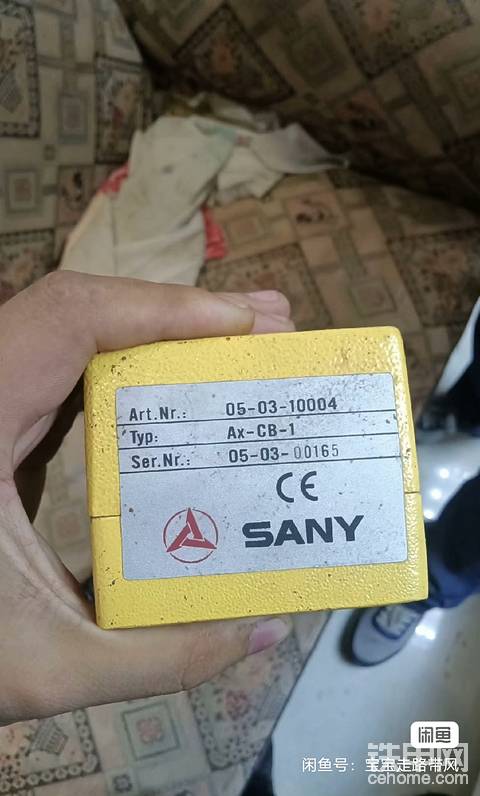 Art.Nr.: 05-03-10004
Typ: Ax-CB-1
Ser.Nr.: 05-03-00165
CE
SANY
闲鱼
闲鱼号：宝宝走路带风
铁甲网
cehome.com